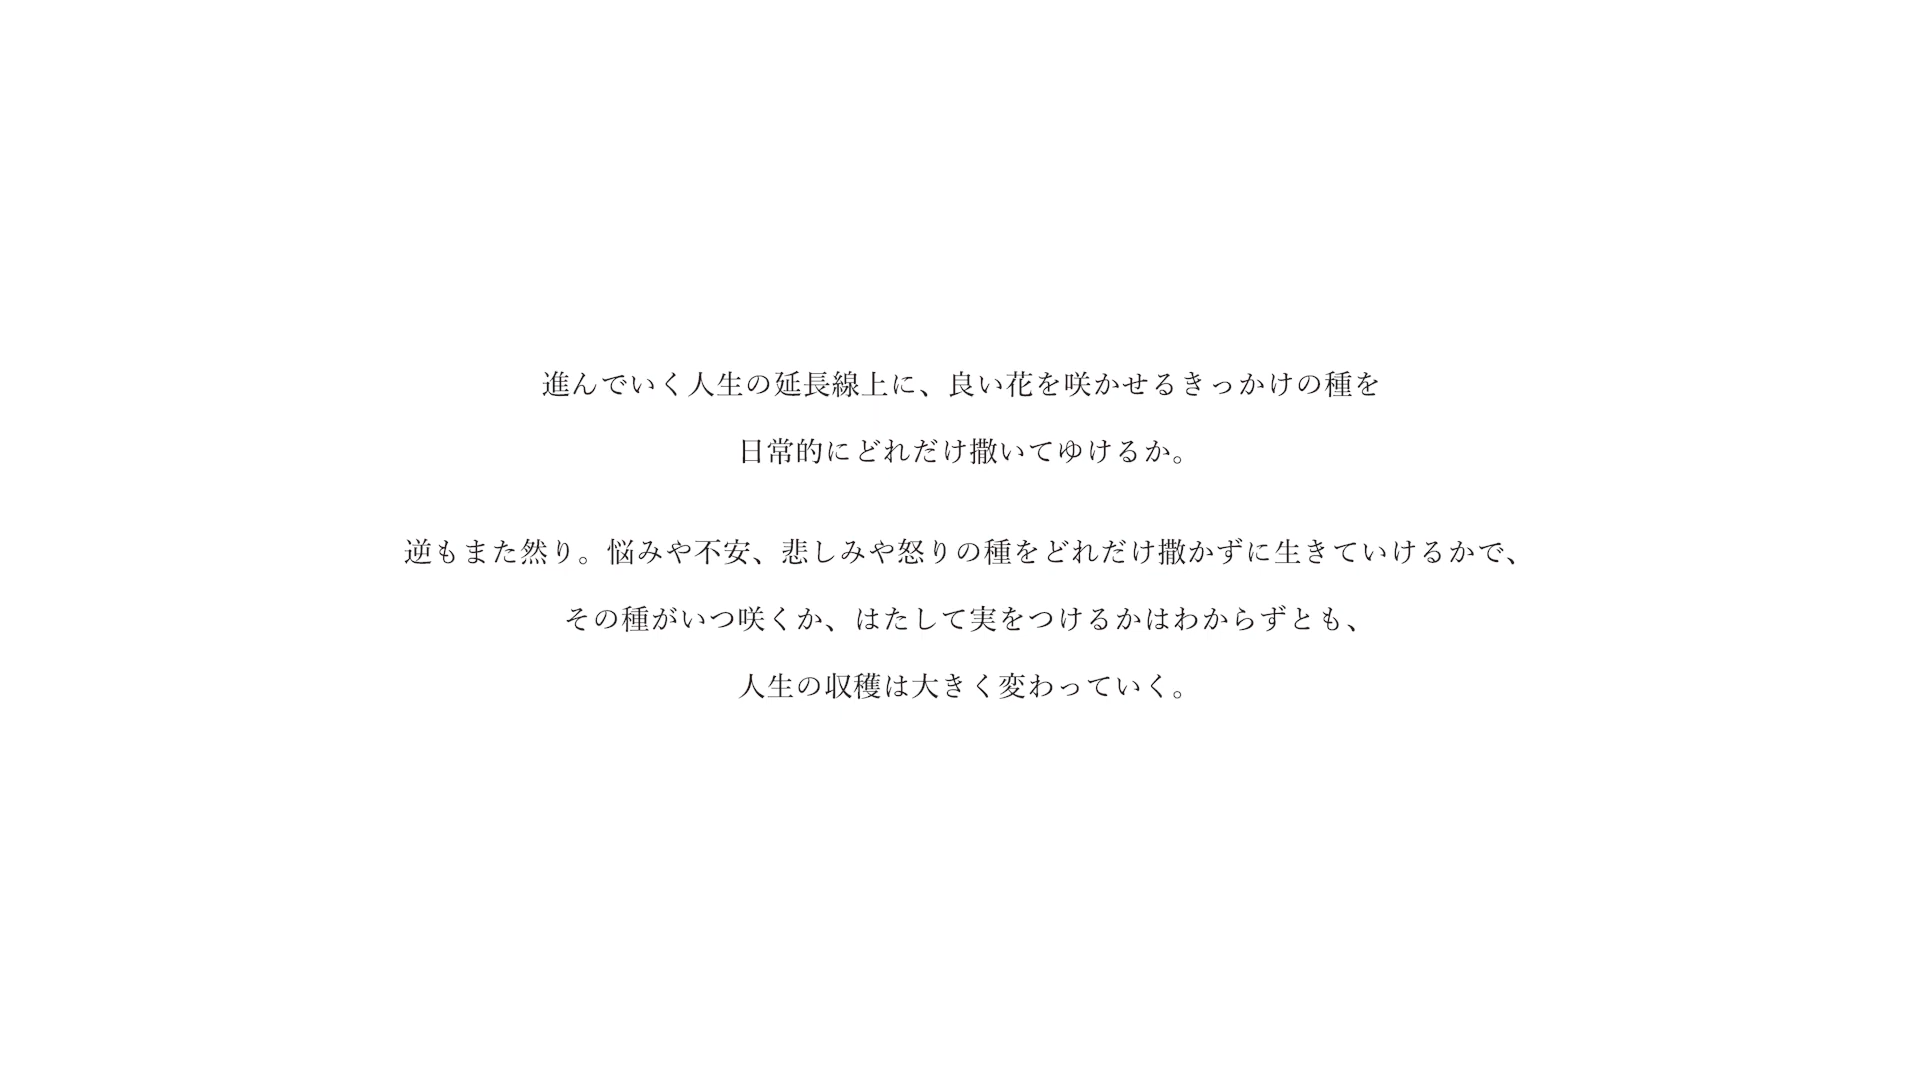 進んでいく人生の延長線上に、良い花を咲かせるきっかけの種を
日常的にどれだけ撒いてゆけるか。
逆もまた然り。悩みや不安、悲しみや怒りの種をどれだけ撒かずに生きていけるかで、
その種がいつ咲くか、はたして実をつけるかはわからずとも、
人生の収穫は大きく変わっていく。